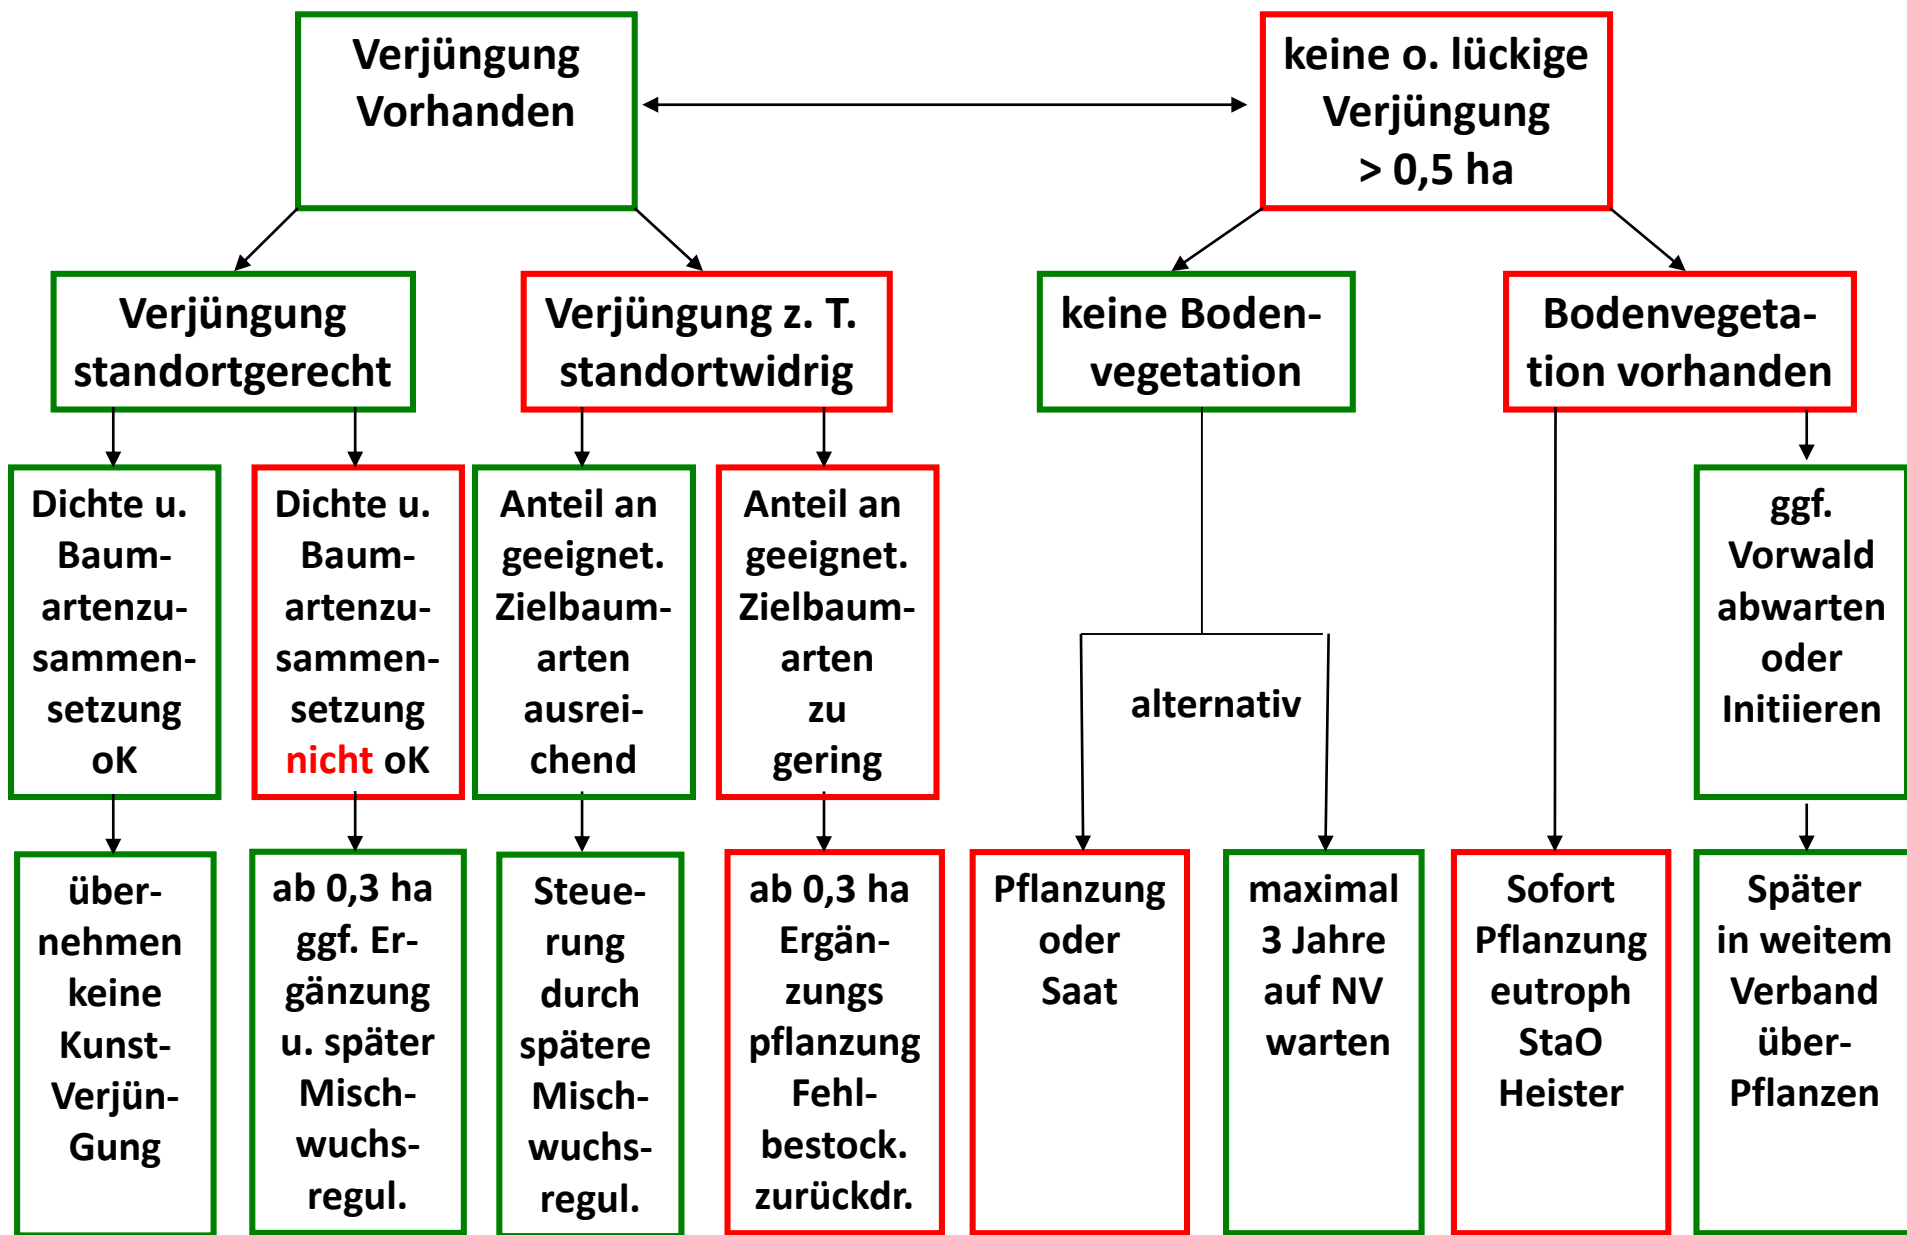 Verjüngung
Vorhanden
keine o. lückige
Verjüngung
> 0,5 ha
Verjüngung
standortgerecht
Verjüngung z. T.
standortwidrig
keine Boden-
vegetation
Bodenvegeta-
tion vorhanden
Dichte u.
Baum-
artenzu-
sammen-
setzung
oK
Dichte u.
Baum-
artenzu-
sammen-
setzung
nicht oK
Anteil an
geeignet.
Zielbaum-
arten
ausrei-
chend
Anteil an
geeignet.
Zielbaum-
arten
zu
gering
alternativ
ggf.
Vorwald
abwarten
oder
Initiieren
über-
nehmen
keine
Kunst-
Verjün-
Gung
ab 0,3 ha
ggf. Er-
gänzung
u. später
Misch-
wuchs-
regul.
Steue-
rung
durch
spätere
Misch-
wuchs-
regul.
ab 0,3 ha
Ergän-
zungs
pflanzung
Fehl-
bestock.
zurückdr.
Pflanzung
oder
Saat
maximal
3 Jahre
auf NV
warten
Sofort
Pflanzung
eutroph
StaO
Heister
Später
in weitem
Verband
über-
Pflanzen